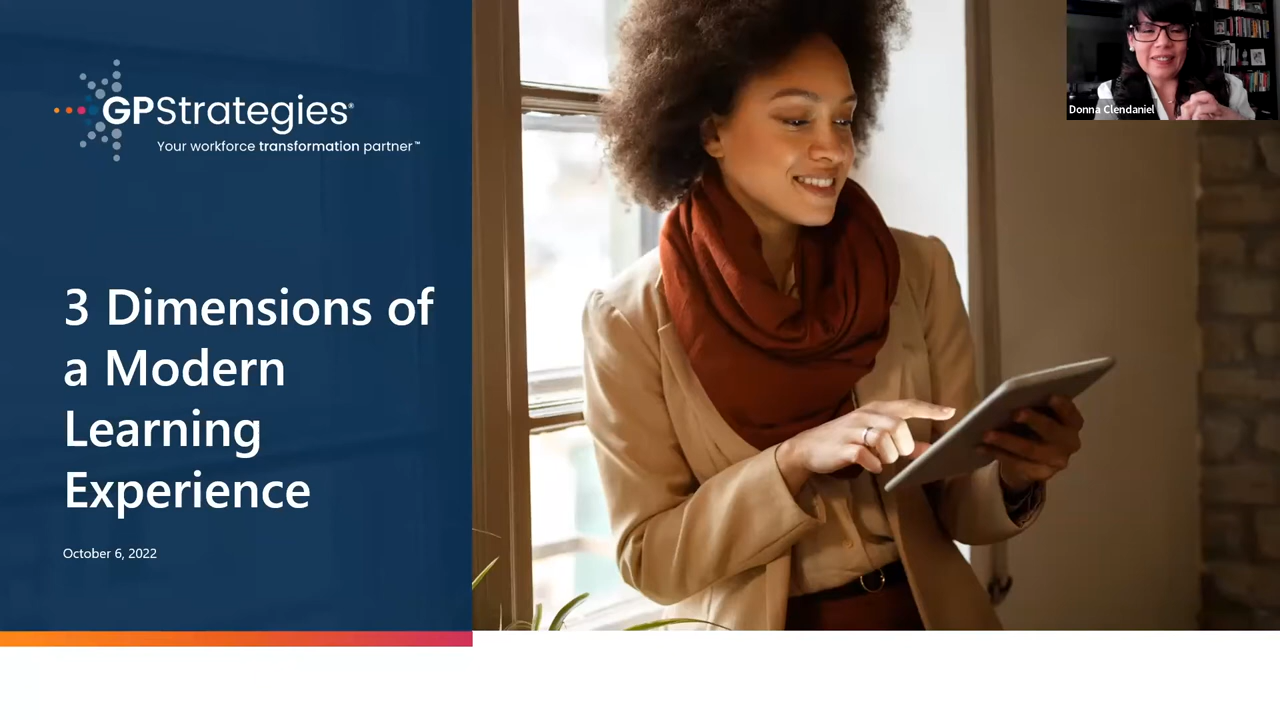 GPStrategies®
Your workforce transformation partner™
3 Dimensions of
a Modern
Learning
Experience
October 6, 2022
Donna Clendaniel